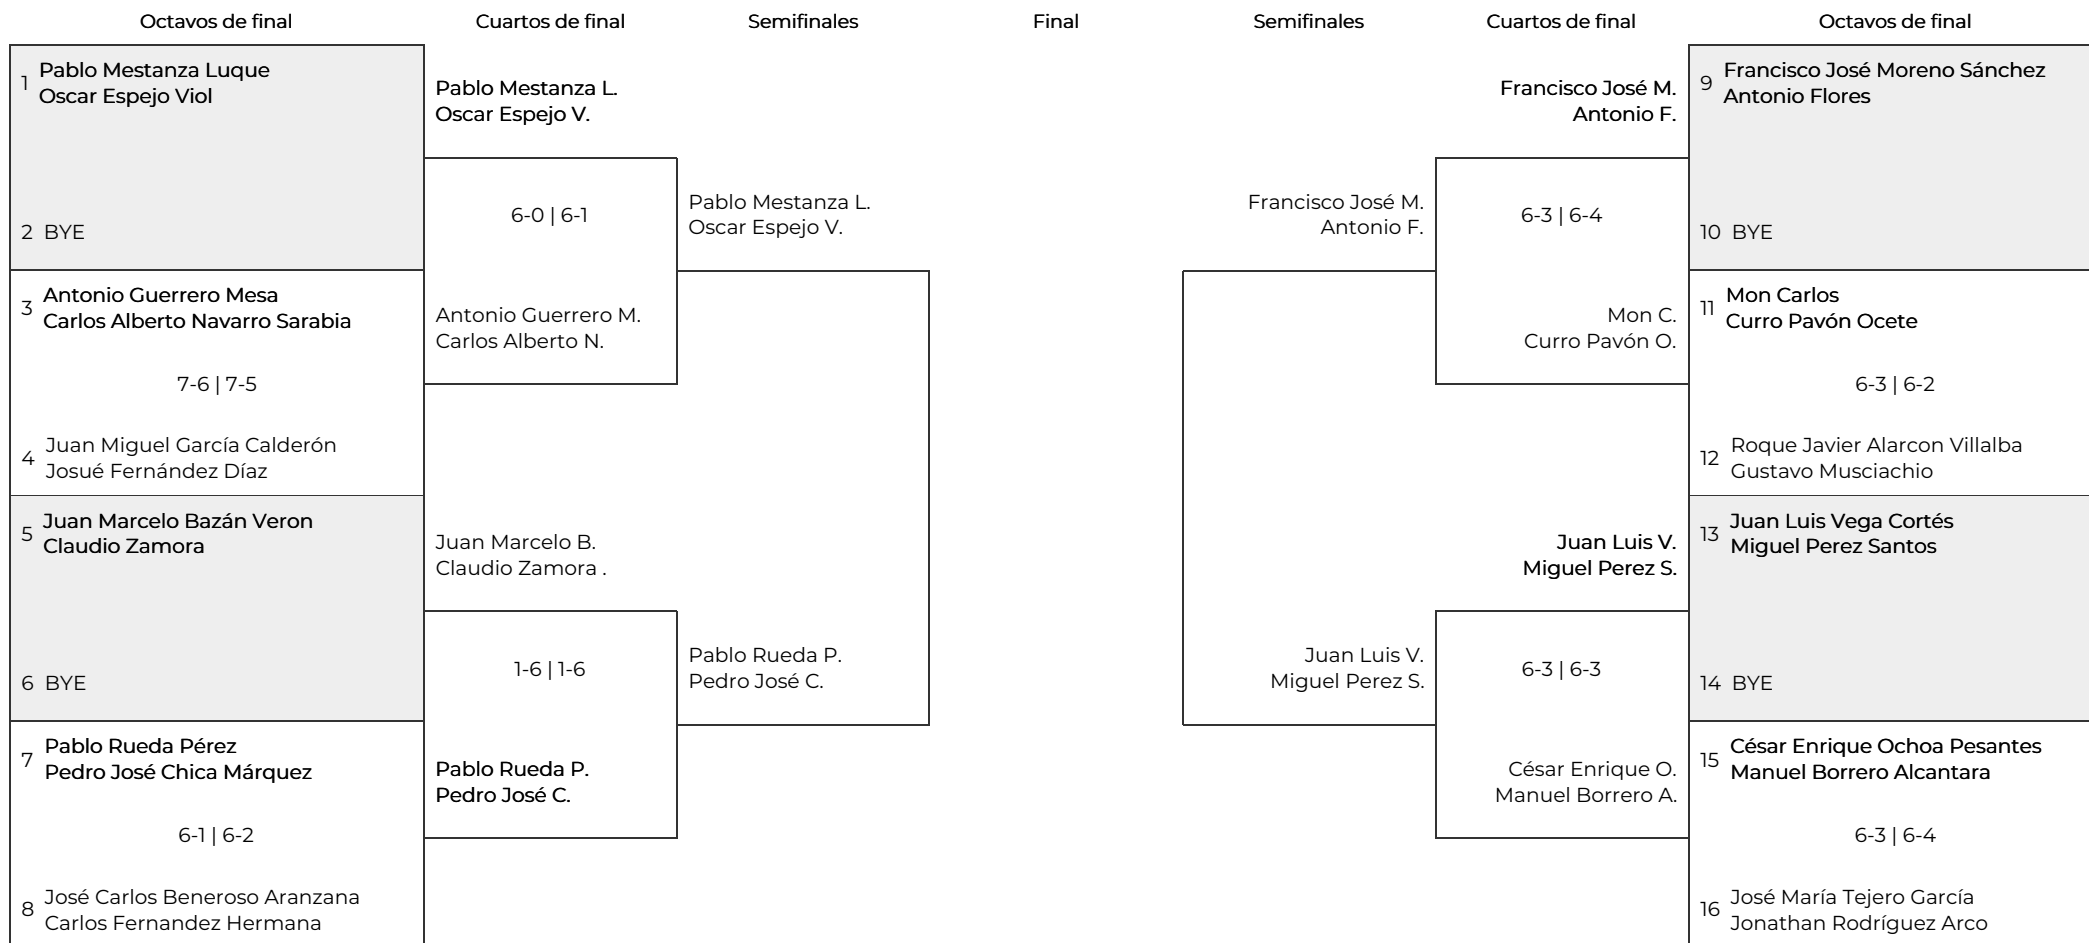 Octavos de final
Cuartos de final
Semifinales
Final
Semifinales
Cuartos de final
Octavos de final
1
Pablo Mestanza Luque
Oscar Espejo Viol
2 BYE
3
Antonio Guerrero Mesa
Carlos Alberto Navarro Sarabia
7-6 | 7-5
4
Juan Miguel García Calderón
Josué Fernández Díaz
5
Juan Marcelo Bazán Veron
Claudio Zamora
6 BYE
7
Pablo Rueda Pérez
Pedro José Chica Márquez
6-1 | 6-2
8
José Carlos Beneroso Aranzana
Carlos Fernandez Hermana
Pablo Mestanza L.
Oscar Espejo V.
6-0 | 6-1
Antonio Guerrero M.
Carlos Alberto N.
Juan Marcelo B.
Claudio Zamora .
1-6 | 1-6
Pablo Rueda P.
Pedro José C.
Pablo Mestanza L.
Oscar Espejo V.
Pablo Rueda P.
Pedro José C.
Francisco José M.
Antonio F.
Juan Luis V.
Miguel Perez S.
Francisco José M.
Antonio F.
6-3 | 6-4
Mon C.
Curro Pavón O.
Juan Luis V.
Miguel Perez S.
6-3 | 6-3
César Enrique O.
Manuel Borrero A.
9
Francisco José Moreno Sánchez
Antonio Flores
10 BYE
11
Mon Carlos
Curro Pavón Ocete
6-3 | 6-2
12
Roque Javier Alarcon Villalba
Gustavo Musciachio
13
Juan Luis Vega Cortés
Miguel Perez Santos
14 BYE
15
César Enrique Ochoa Pesantes
Manuel Borrero Alcantara
6-3 | 6-4
16
José María Tejero García
Jonathan Rodríguez Arco